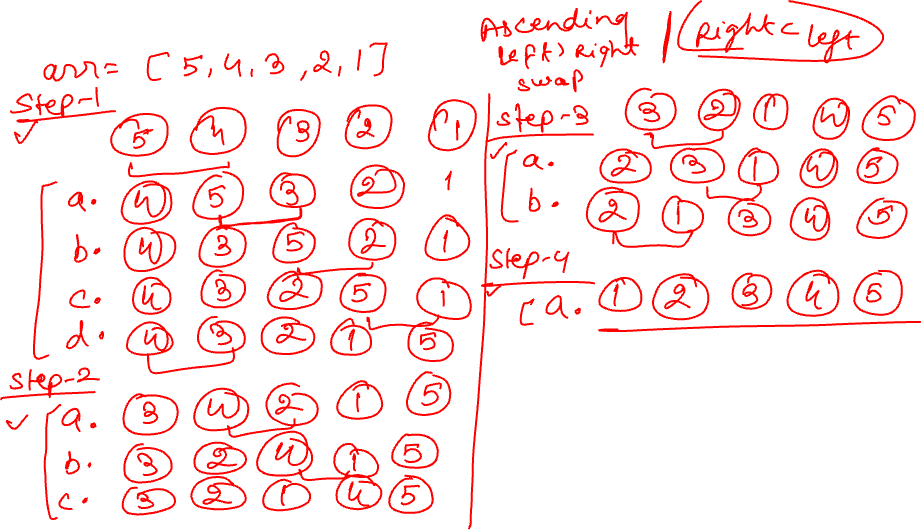 arr= [5,4,3,2,1]
Step-1
5 4 3 2 1
a. 4 5 3 2 1
b. 4 3 5 2 1
c. 4 3 2 5 1
d. 4 3 2 1 5
Step-2
a. 3 4 2 1 5
b. 3 2 4 1 5
c. 3 2 1 4 5
Ascending
left>Right
swap
Right<left
Step-3
3 2 1 4 5
a. 2 3 1 4 5
b. 2 1 3 4 5
Step-4
a. 1 2 3 4 5